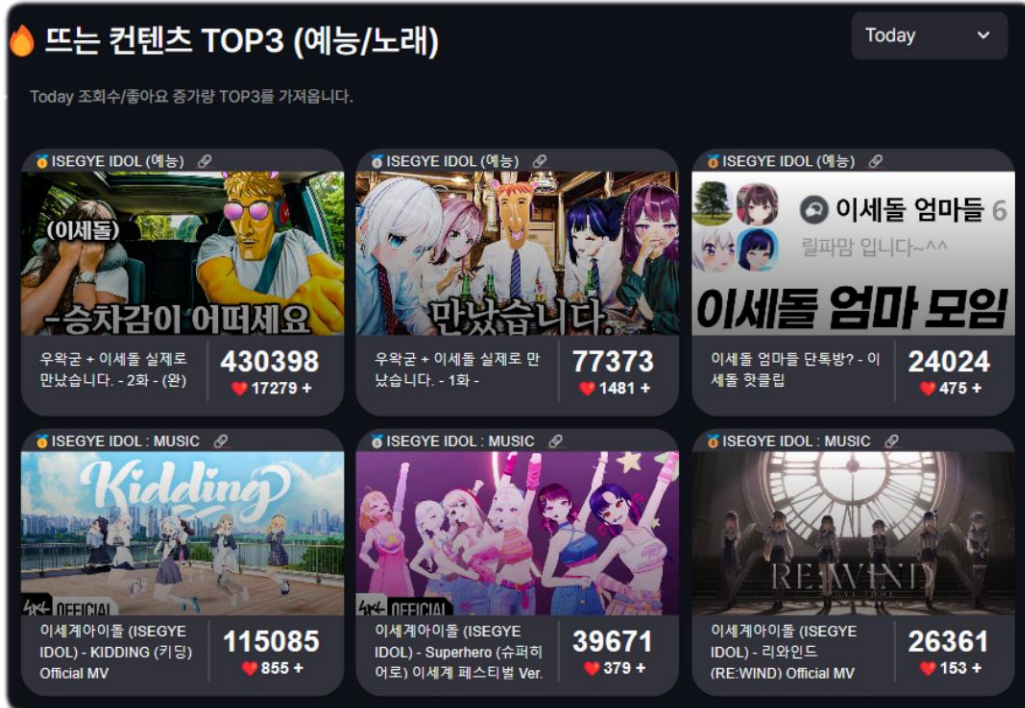 뜨는 컨텐츠 TOP3 (예능/노래)
Today
Today 조회수/좋아요 증가량 TOP3를 가져옵니다.
ISEGYE IDOL (예능)
(이세돌)
-승차감이 어떠세요
우왁굳 + 이세돌 실제로
만났습니다. - 2화 - (완)
430398
17279 +
ISEGYE IDOL (예능)
만났습니다.
우왁굳 + 이세돌 실제로 만
났습니다. - 1화 -
77373
1481 +
ISEGYE IDOL (예능)
이세돌 엄마들 6
릴파맘 입니다~^^
이세돌 엄마 모임
이세돌 엄마들 단톡방? - 이
세돌 핫클립
24024
475 +
ISEGYE IDOL : MUSIC
Kidding
OFFICIAL
이세계아이돌 (ISEGYE
IDOL) - KIDDING (키딩)
Official MV
115085
855 +
ISEGYE IDOL : MUSIC
OFFICIAL
이세계아이돌 (ISEGYE
IDOL) - Superhero (슈퍼히
어로) 이세계 페스티벌 Ver.
39671
379 +
ISEGYE IDOL : MUSIC
RE:WIND
ISEGYE IDOL
이세계아이돌 (ISEGYE
IDOL) - 리와인드
(RE:WIND) Official MV
26361
153 +